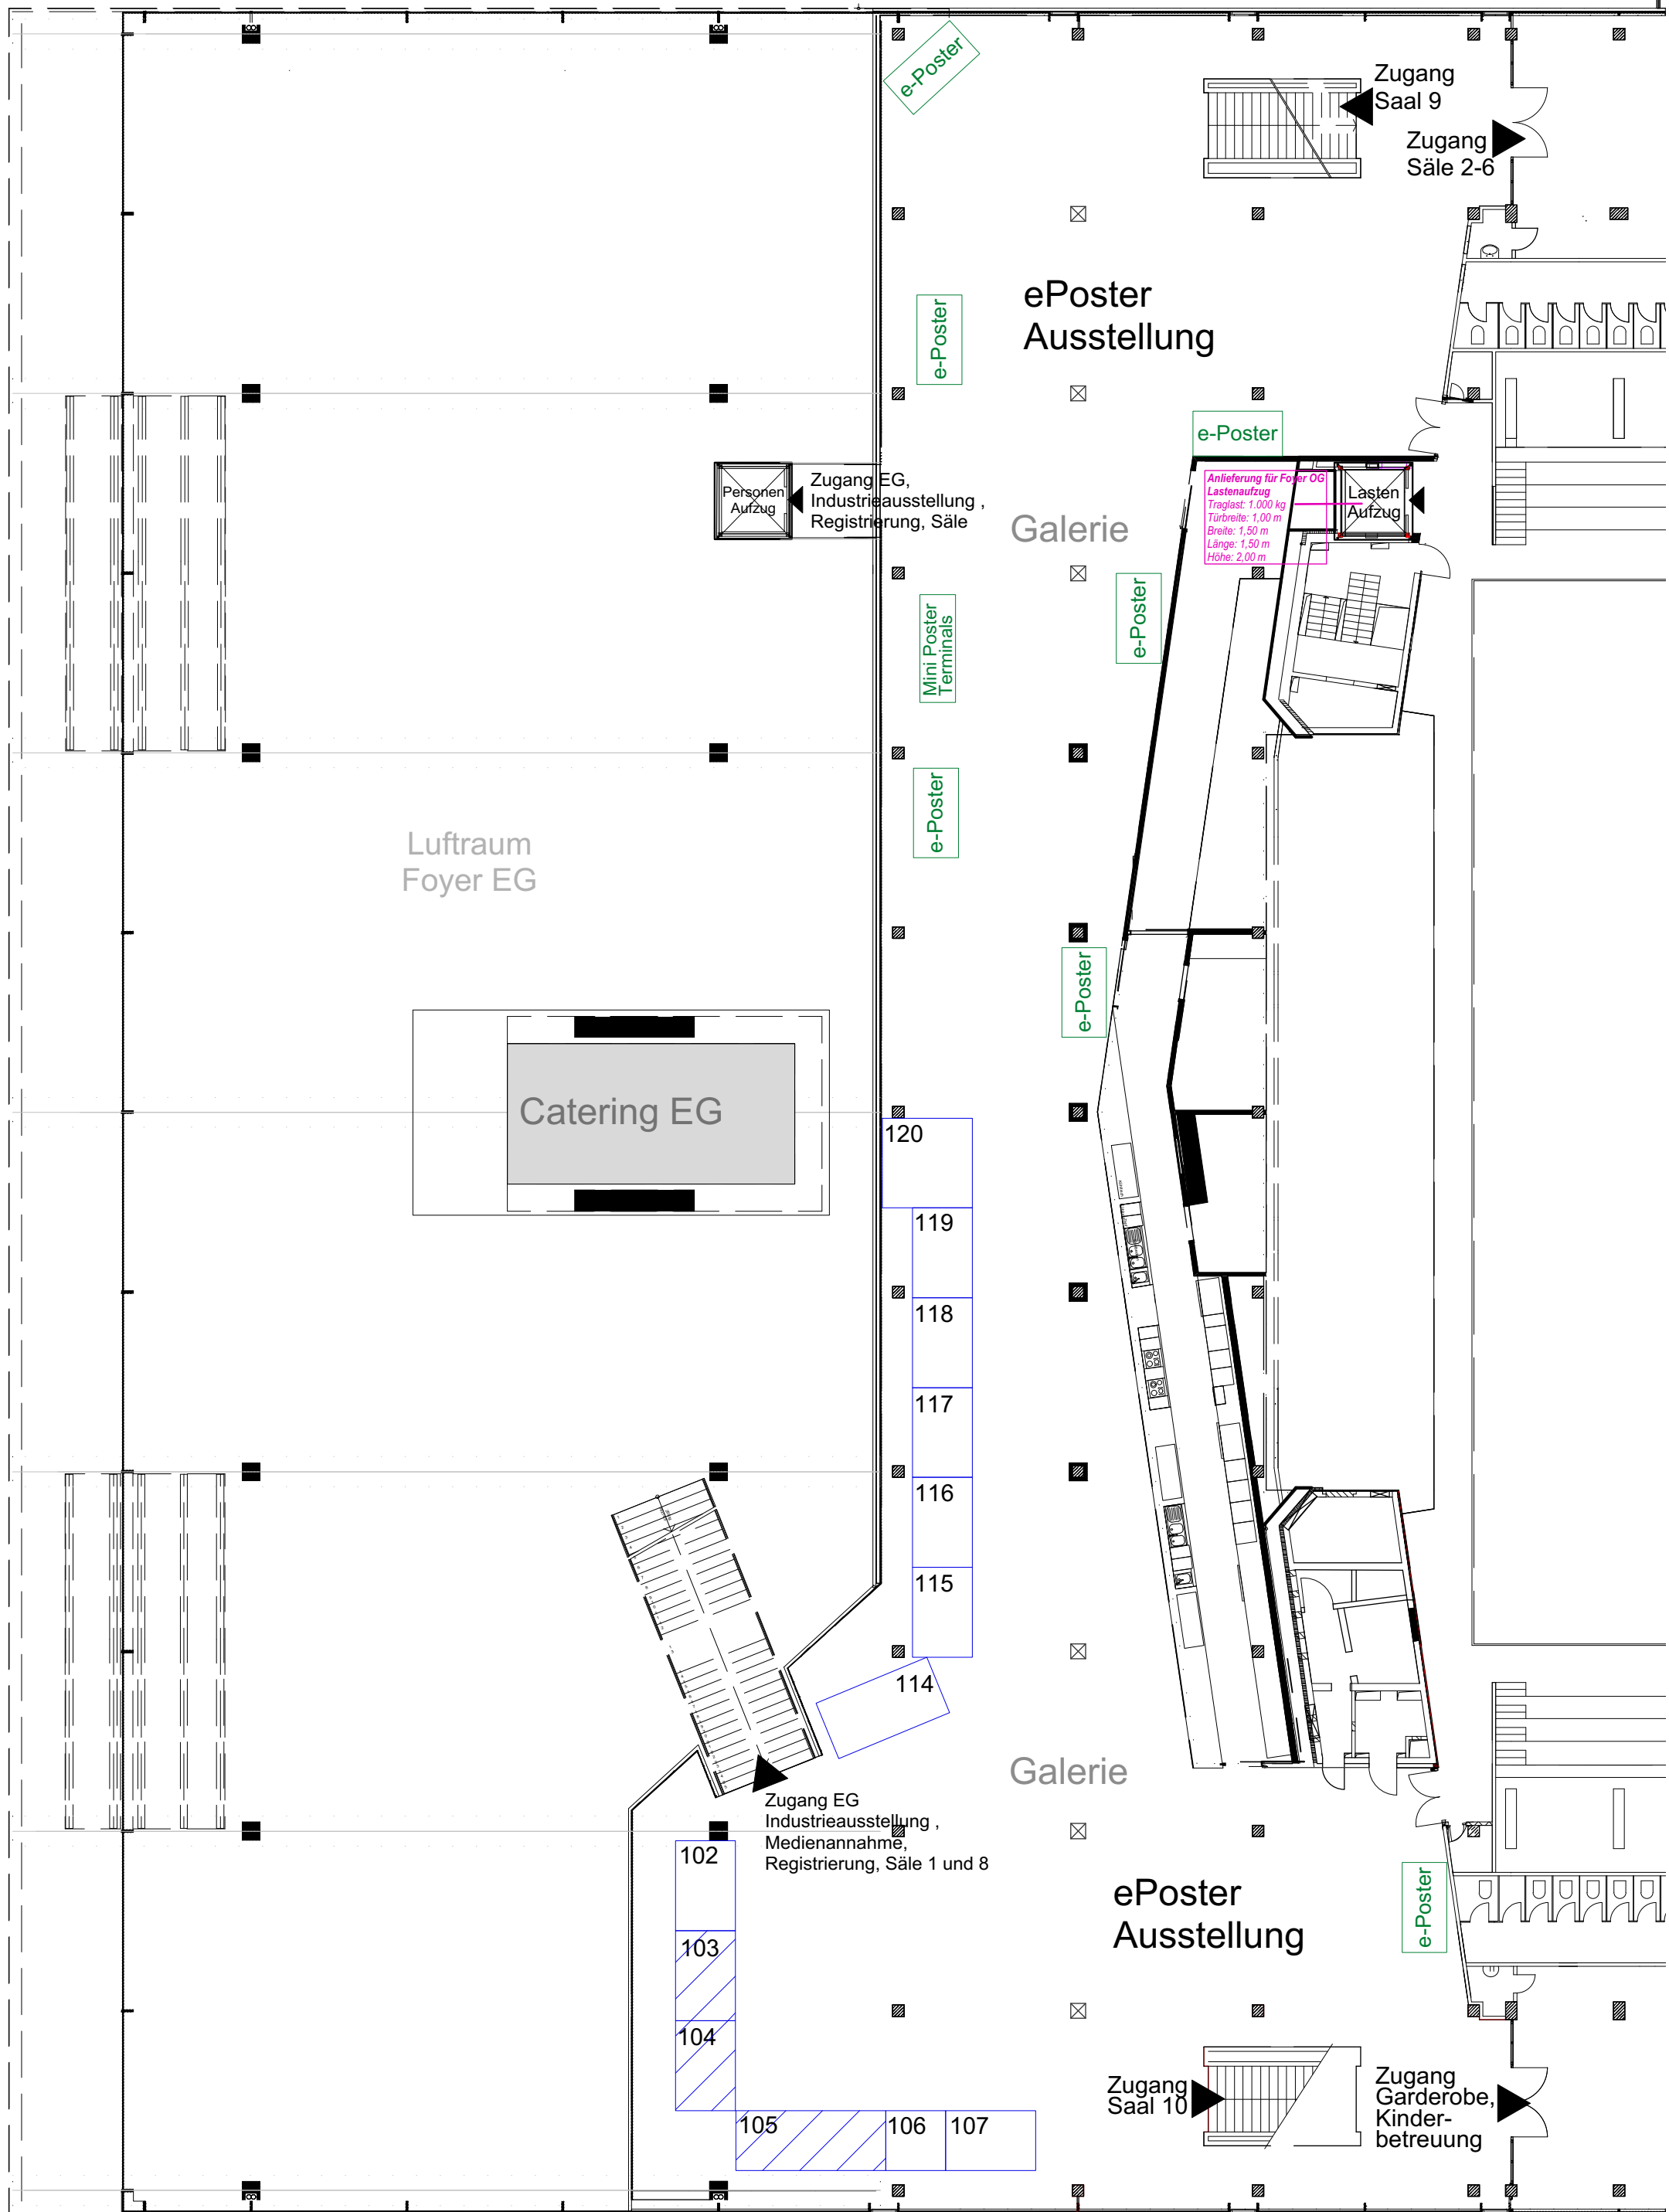 e-Poster
Zugang
Saal 9
Zugang
Säle 2-6
ePoster
Ausstellung
e-Poster
e-Poster
Anlieferung für Foyer OG
Lastenaufzug
Traglast: 1.000 kg
Türbreite: 1,00 m
Breite: 1,50 m
Länge: 1,50 m
Höhe: 2,00 m
Lasten
Aufzug
Personen
Aufzug
Zugang EG,
Industrieausstellung ,
Registrierung, Säle
Galerie
e-Poster
Mini Poster
Terminals
e-Poster
Luftraum
Foyer EG
e-Poster
Catering EG
120
119
118
117
116
115
114
Galerie
Zugang EG
Industrieausstellung ,
Medienannahme,
Registrierung, Säle 1 und 8
102
103
104
105
106
107
ePoster
Ausstellung
e-Poster
Zugang
Saal 10
Zugang
Garderobe,
Kinder-
betreuung